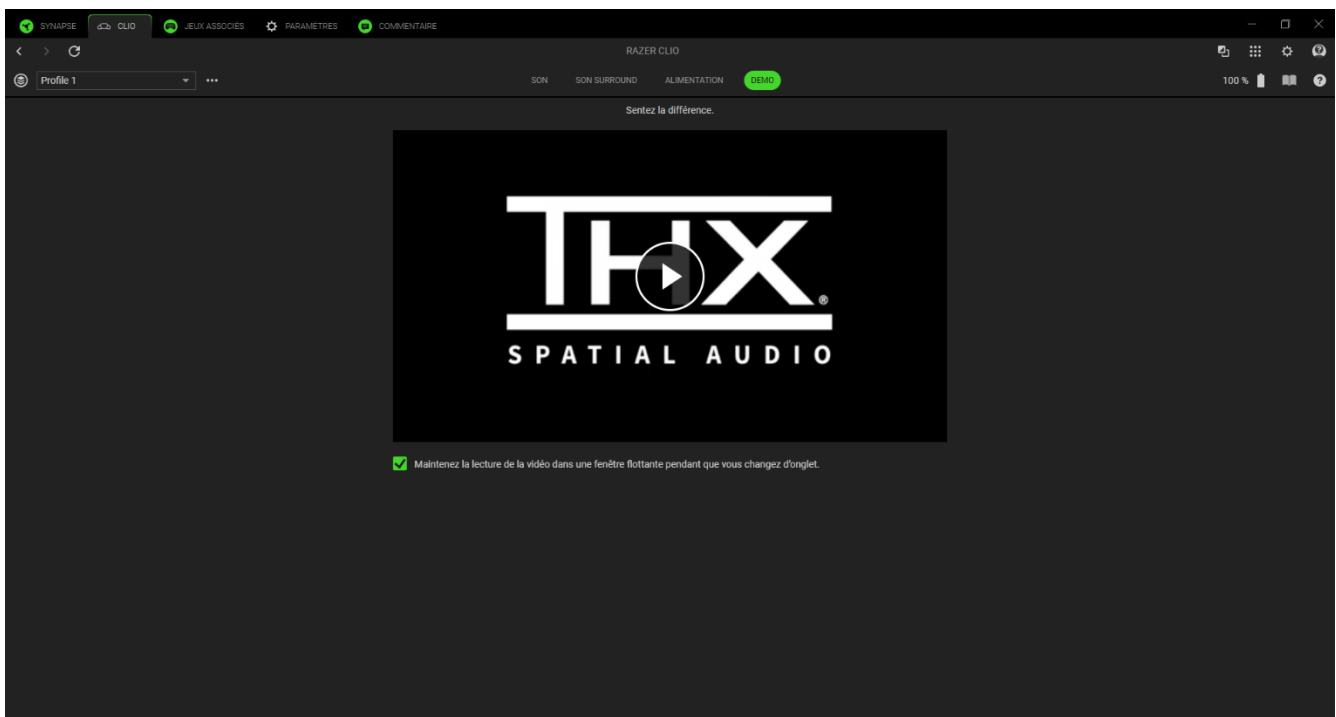 SYNAPSE CLIO JEUX ASSOCIÉS PARAMÈTRES COMMENTAIRE
RAZER CLIO
Profile 1 SON SON SURROUND ALIMENTATION DEMO 100 %
Sentez la différence.
THX®
SPATIAL AUDIO
Maintenez la lecture de la vidéo dans une fenêtre flottante pendant que vous changez d'onglet.